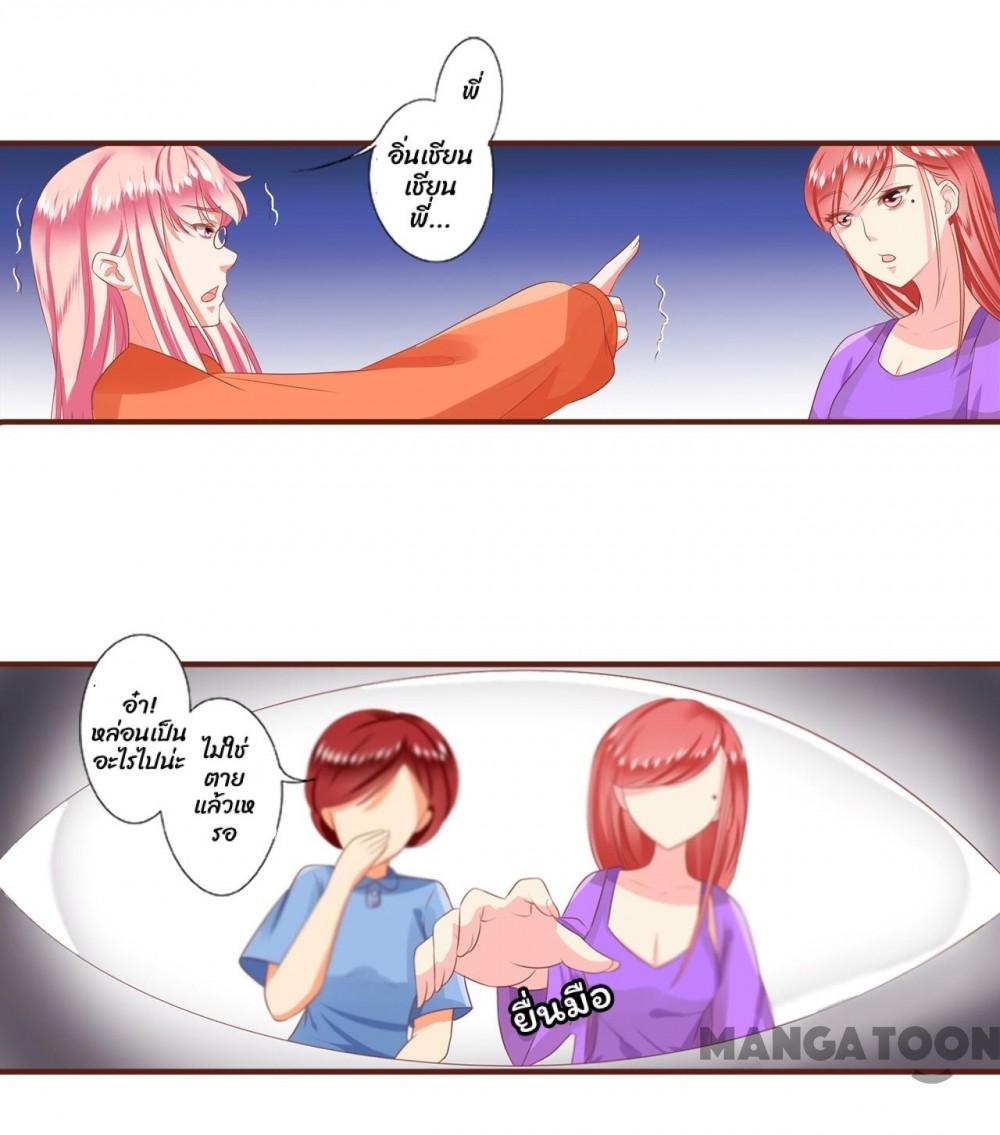 พี่
อิ่นเชียน
เชียน
พี่...
อ๋า!
หล่อนเป็น
อะไรไปน่ะ
ไม่ใช่
ตาย
แล้วเห
รอ
ยื่นมือ
MANGATOON